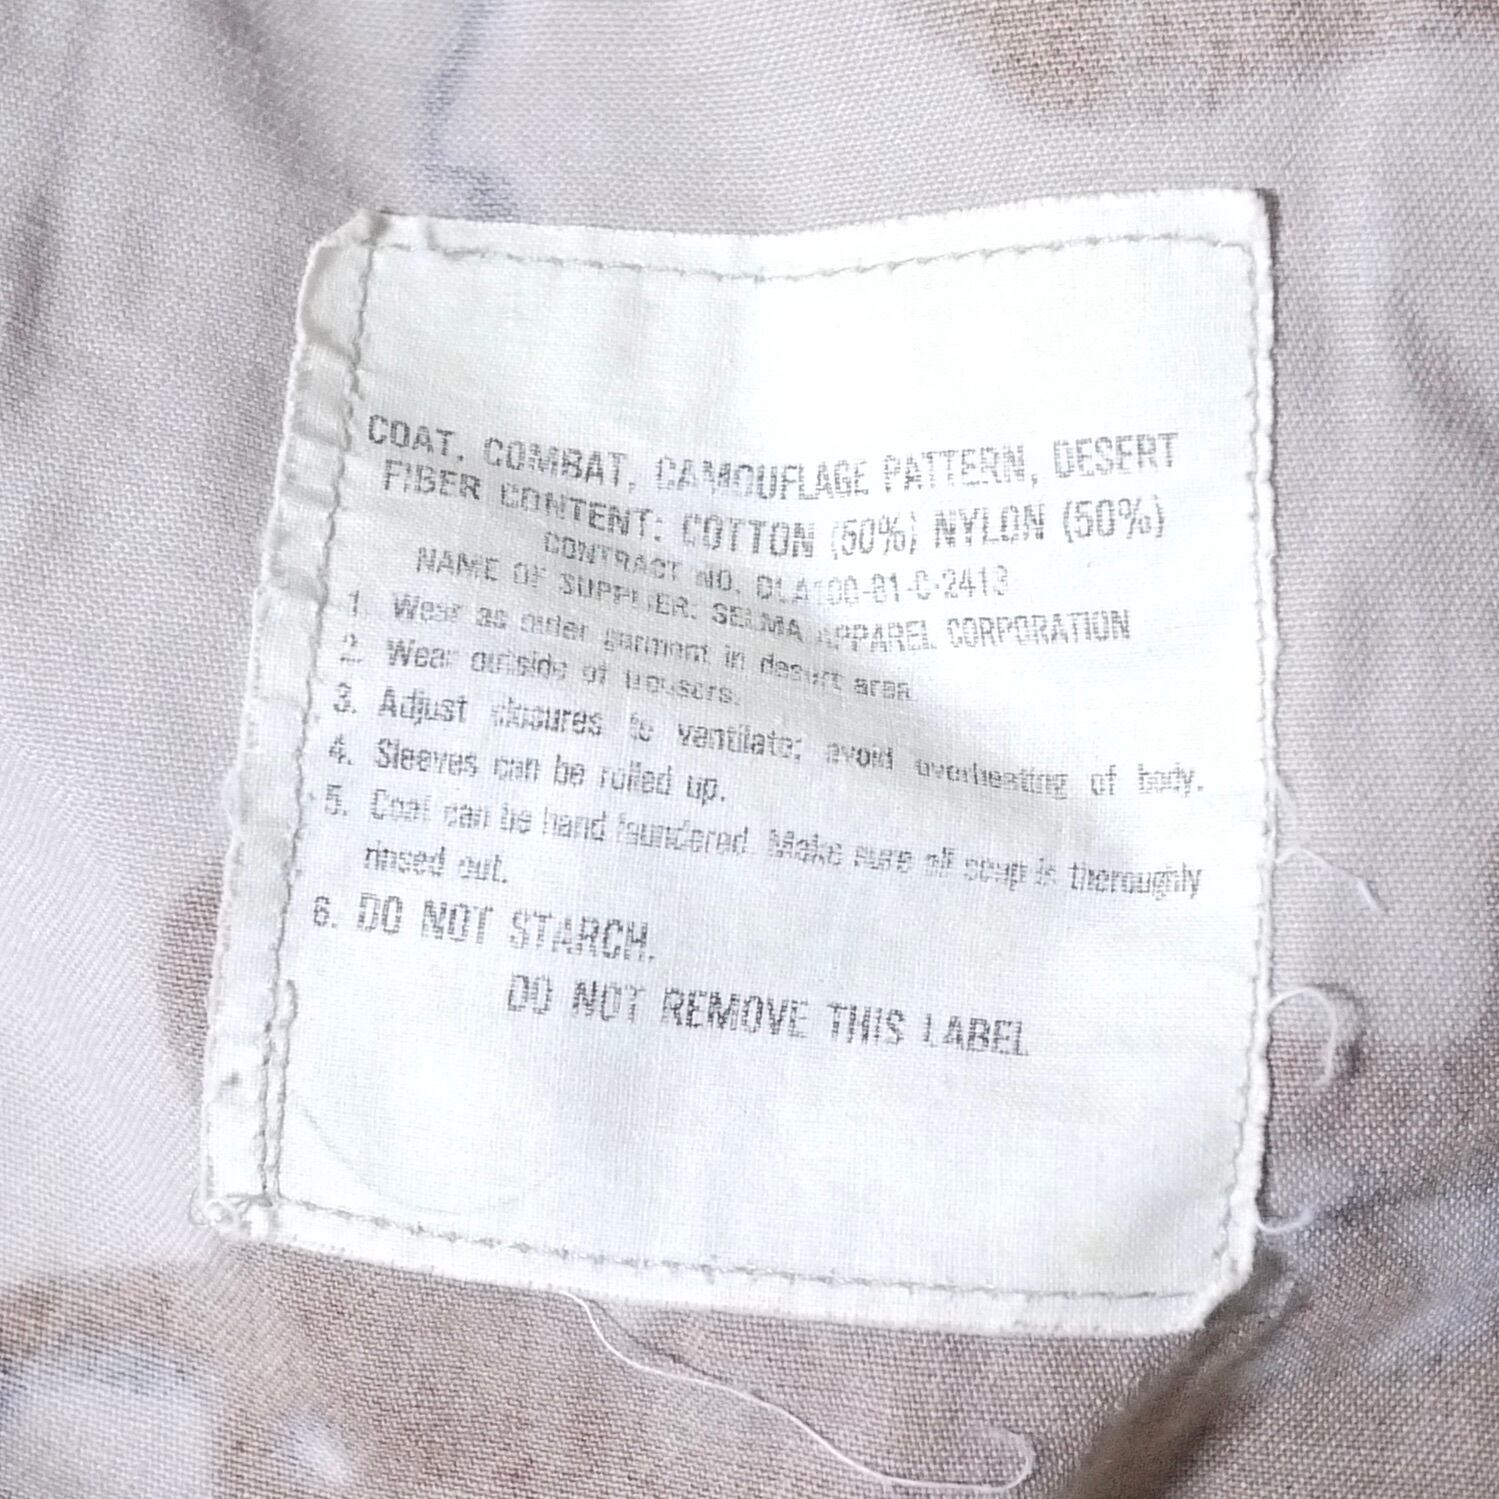 COAT, COMBAT, CAMOUFLAGE PATTERN, DESERT
FIBER CONTENT: COTTON (50%) NYLON (50%)
CONTRACT NO. DLA100-81-C-2413
NAME OF SUPPLIER. SELMA APPAREL CORPORATION
1. Wear as outer garment in desert area.
2. Wear outside of trousers.
3. Adjust closures to ventilate; avoid overheating of body.
4. Sleeves can be rolled up.
5. Coat can be hand laundered. Make sure all soap is thoroughly
rinsed out.
6. DO NOT STARCH.
DO NOT REMOVE THIS LABEL